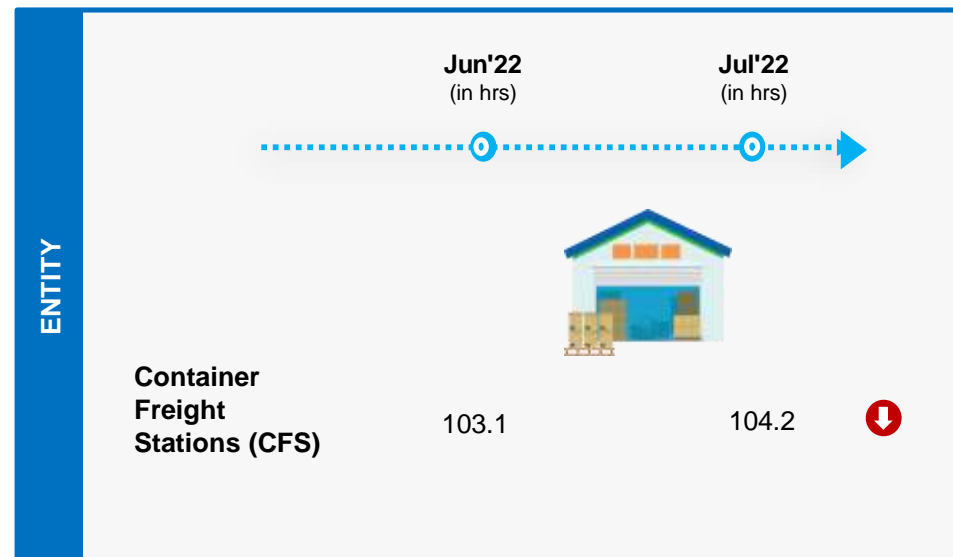 ENTITY
Jun'22
(in hrs)
Jul'22
(in hrs)
Container
Freight
Stations (CFS)
103.1
104.2